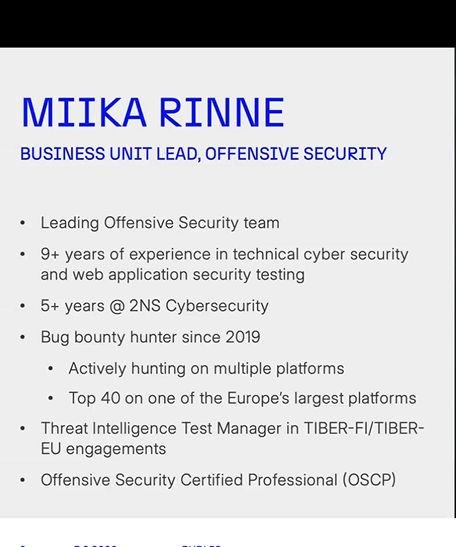 MIIKA RINNE
BUSINESS UNIT LEAD, OFFENSIVE SECURITY
• Leading Offensive Security team
• 9+ years of experience in technical cyber security
and web application security testing
• 5+ years @ 2NS Cybersecurity
• Bug bounty hunter since 2019
• Actively hunting on multiple platforms
• Top 40 on one of the Europe's largest platforms
• Threat Intelligence Test Manager in TIBER-FI/TIBER-
EU engagements
• Offensive Security Certified Professional (OSCP)